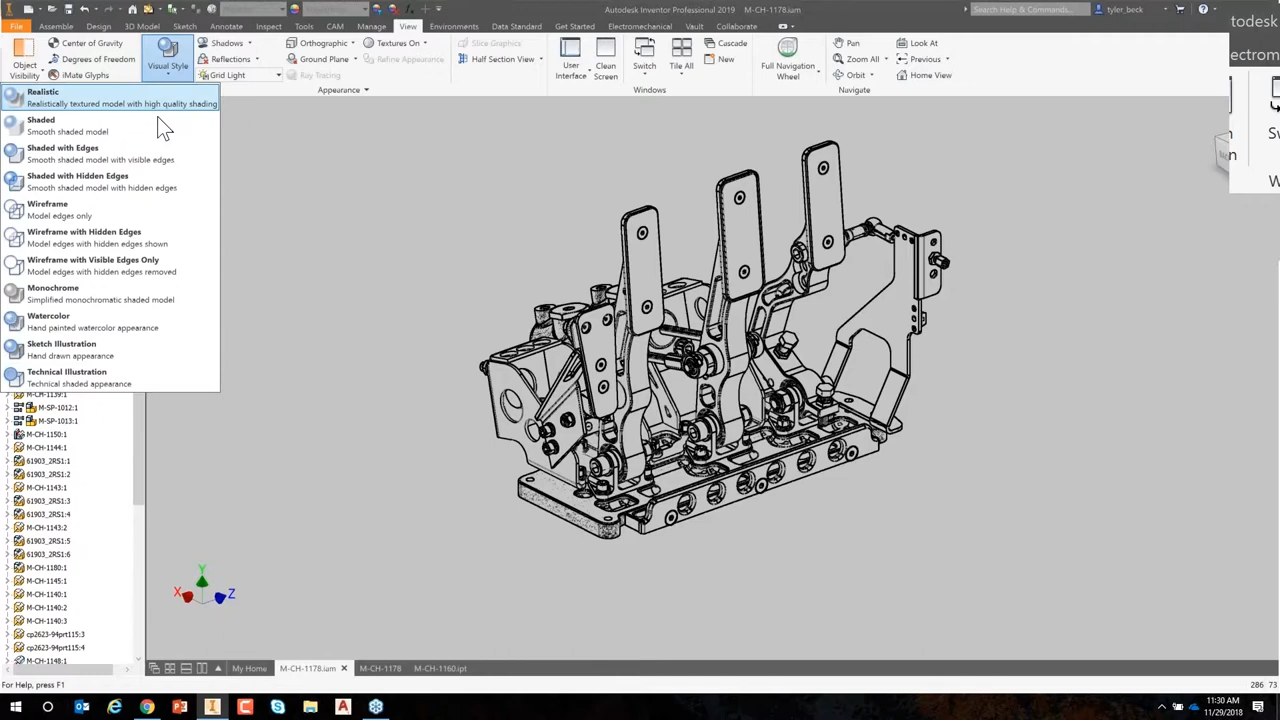 Autodesk Inventor Professional 2019   M-CH-1178.iam
Search Help & Commands...
tyler_beck
File Assemble Design 3D Model Sketch Annotate Inspect Tools CAM Manage View Environments Get Started Electromechanical Vault Collaborate
Object
Visibility
Center of Gravity
Degrees of Freedom
iMate Glyphs
Visual Style
Shadows
Reflections
Grid Light
Orthographic
Ground Plane
Ray Tracing
Textures On
Refine Appearance
Appearance
Slice Graphics
Half Section View
User
Interface
Clean
Screen
Switch
Tile All
Cascade
New
Windows
Full Navigation
Wheel
Pan
Zoom All
Orbit
Look At
Previous
Home View
Navigate
todesk
ectrom
Realistic
Realistically textured model with high quality shading
Shaded
Smooth shaded model
Shaded with Edges
Smooth shaded model with visible edges
Shaded with Hidden Edges
Smooth shaded model with hidden edges
Wireframe
Model edges only
Wireframe with Hidden Edges
Model edges with hidden edges shown
Wireframe with Visible Edges Only
Model edges with hidden edges removed
Monochrome
Simplified monochromatic shaded model
Watercolor
Hand painted watercolor appearance
Sketch Illustration
Hand drawn appearance
Technical Illustration
Technical shaded appearance
M-CH-1139:1
M-SP-1012:1
M-SP-1013:1
M-CH-1150:1
M-CH-1144:1
61903_2RS1:1
61903_2RS1:2
M-CH-1143:1
61903_2RS1:3
61903_2RS1:4
M-CH-1143:2
61903_2RS1:5
61903_2RS1:6
M-CH-1180:1
M-CH-1145:1
M-CH-1140:1
M-CH-1140:2
M-CH-1140:3
cp2623-94prt115:3
cp2623-94prt115:4
M-CH-1148:1
X
Y
Z
My Home
M-CH-1178.iam
M-CH-1178
M-CH-1160.ipt
For Help, press F1
286 73
11:30 AM
11/29/2018